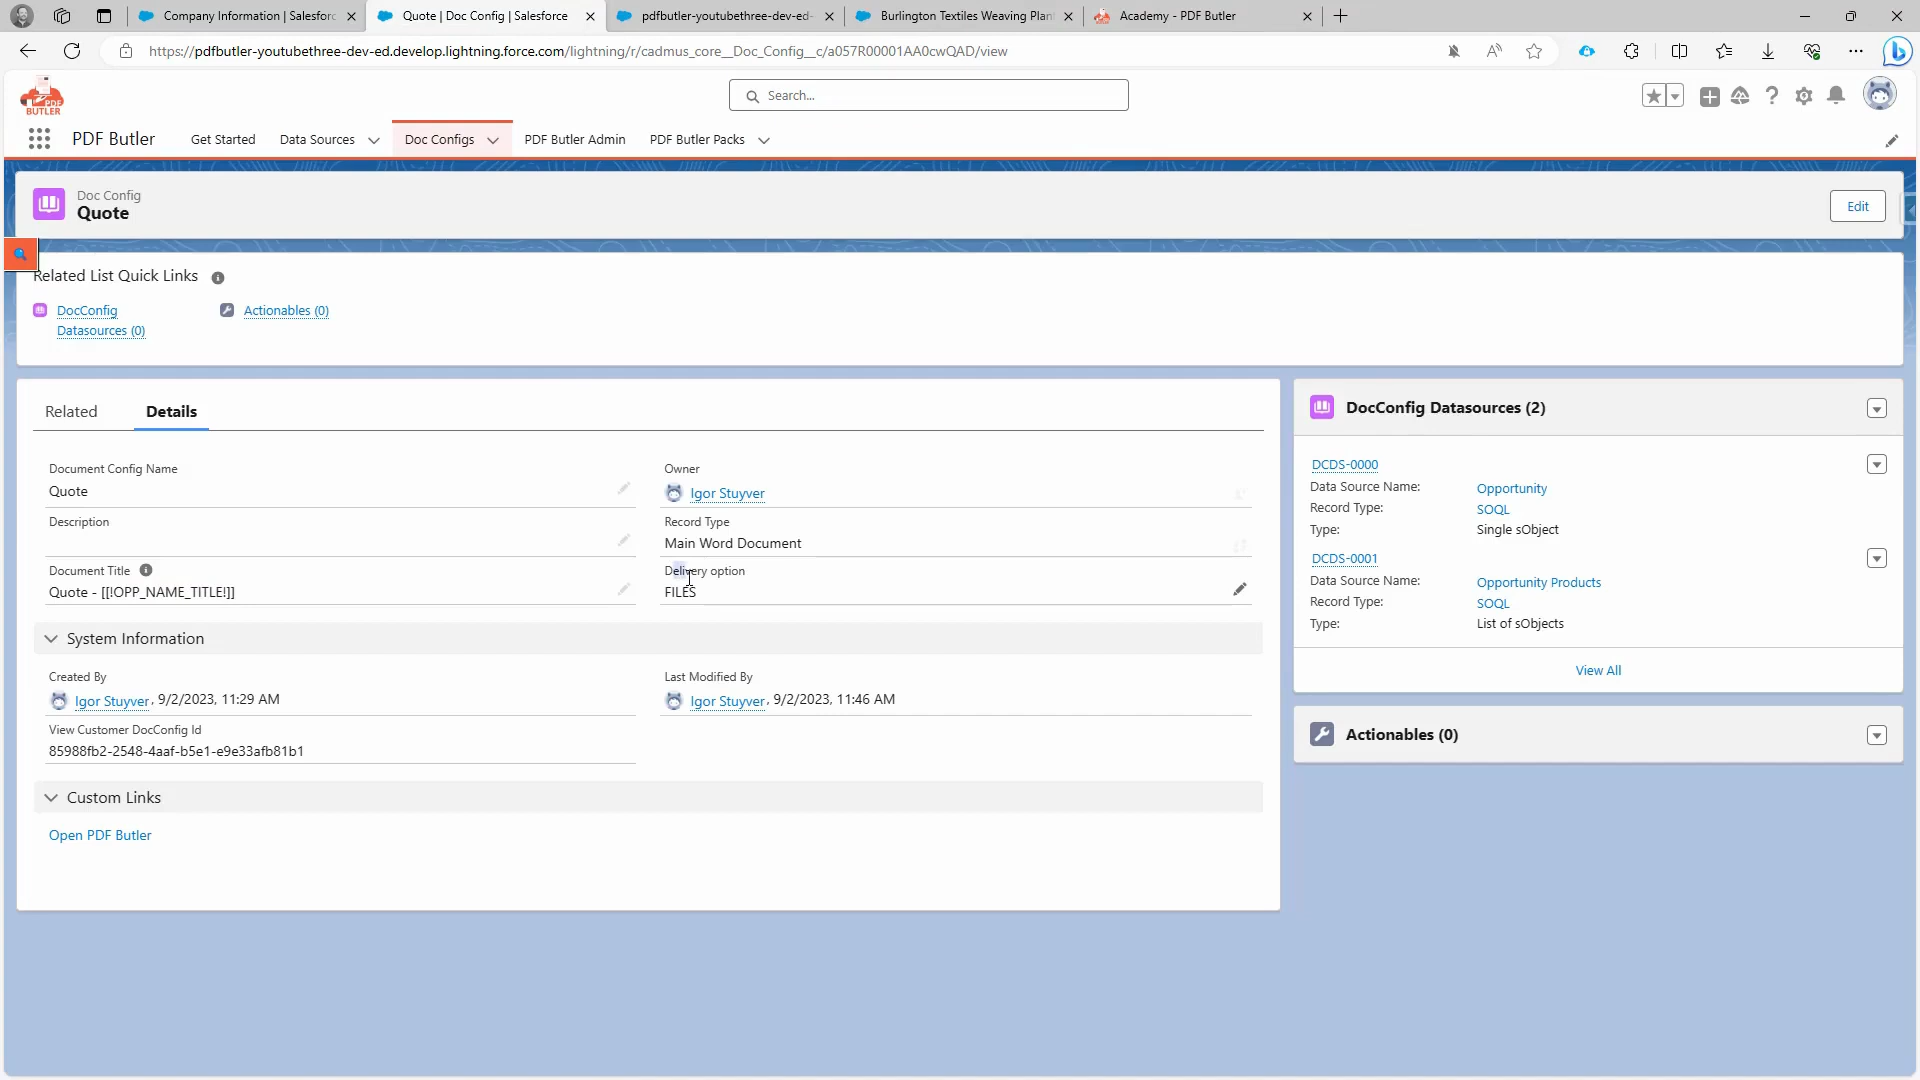 Company Information | Salesforc
Quote | Doc Config | Salesforce
pdfbutler-youtubethree-dev-ed-
Burlington Textiles Weaving Plan
Academy - PDF Butler
https://pdfbutler-youtubethree-dev-ed.develop.lightning.force.com/lightning/r/cadmus_core__Doc_Config__c/a057R00001AA0cwQAD/view
PDF
BUTLER
Search...
PDF Butler
Get Started
Data Sources
Doc Configs
PDF Butler Admin
PDF Butler Packs
Doc Config
Quote
Edit
Related List Quick Links
DocConfig
Datasources (0)
Actionables (0)
Related
Details
Document Config Name
Quote
Owner
Igor Stuyver
Description
Record Type
Main Word Document
Document Title
Quote - [[!OPP_NAME_TITLE!]]
Delivery option
FILES
System Information
Created By
Igor Stuyver, 9/2/2023, 11:29 AM
Last Modified By
Igor Stuyver, 9/2/2023, 11:46 AM
View Customer DocConfig Id
85988fb2-2548-4aaf-b5e1-e9e33afb81b1
Custom Links
Open PDF Butler
DocConfig Datasources (2)
DCDS-0000
Data Source Name: Opportunity
Record Type: SOQL
Type: Single sObject
DCDS-0001
Data Source Name: Opportunity Products
Record Type: SOQL
Type: List of sObjects
View All
Actionables (0)